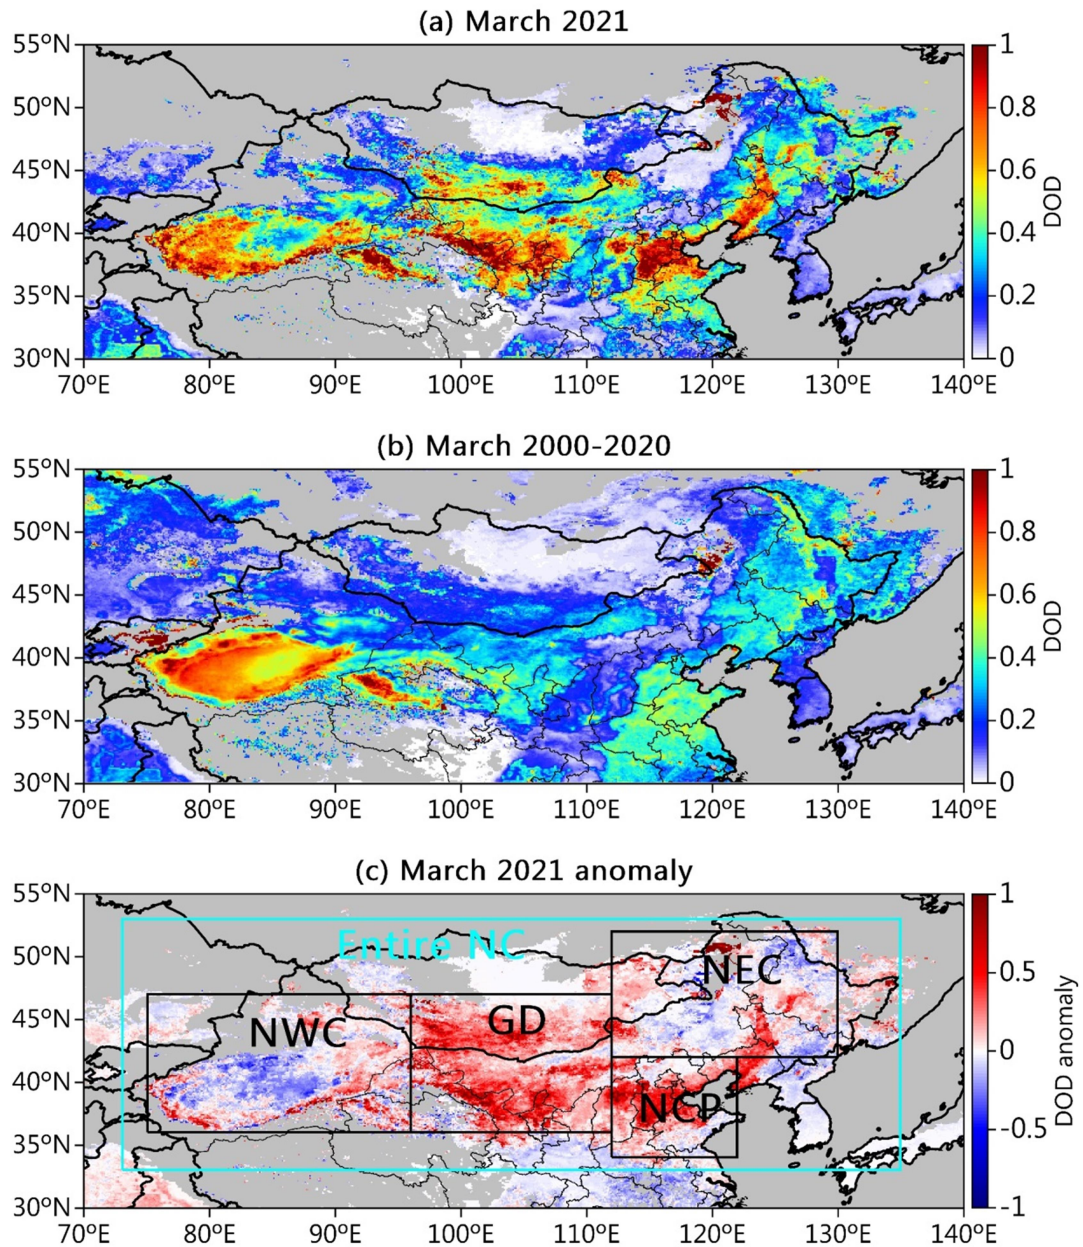 (a) March 2021
55°N
50°N
45°N
40°N
35°N
30°N
70°E 80°E 90°E 100°E 110°E 120°E 130°E 140°E
1
0.8
0.6
0.4
0.2
0
DOD
(b) March 2000-2020
55°N
50°N
45°N
40°N
35°N
30°N
70°E 80°E 90°E 100°E 110°E 120°E 130°E 140°E
1
0.8
0.6
0.4
0.2
0
DOD
(c) March 2021 anomaly
55°N
50°N
45°N
40°N
35°N
30°N
Entire NC
NEC
GD
NWC
NCP
70°E 80°E 90°E 100°E 110°E 120°E 130°E 140°E
1
0.5
0
-0.5
-1
DOD anomaly